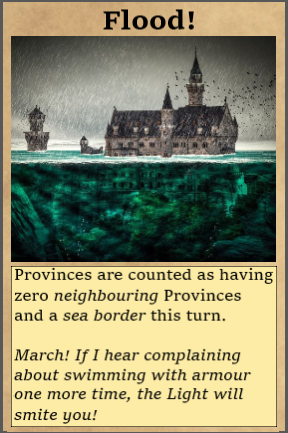 Flood!
Provinces are counted as having
zero neighbouring Provinces
and a sea border this turn.
March! If I hear complaining
about swimming with armour
one more time, the Light will
smite you!